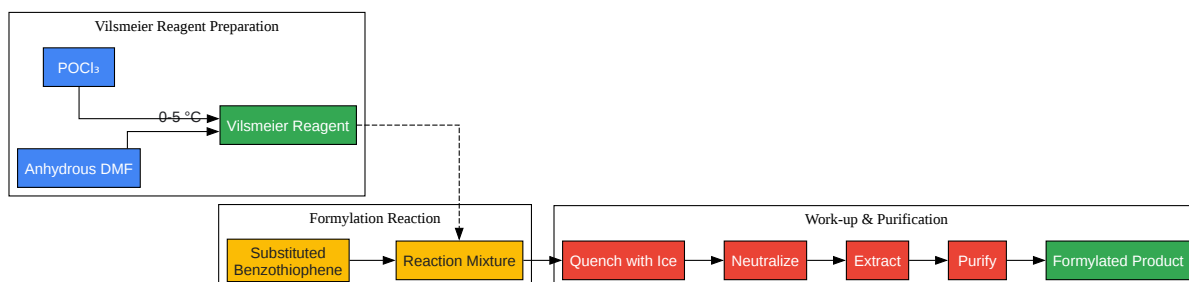 Vilsmeier Reagent Preparation
POCl₃
0-5 °C
Vilsmeier Reagent
Anhydrous DMF
Formylation Reaction
Substituted
Benzothiophene
Reaction Mixture
Work-up & Purification
Quench with Ice
Neutralize
Extract
Purify
Formylated Product